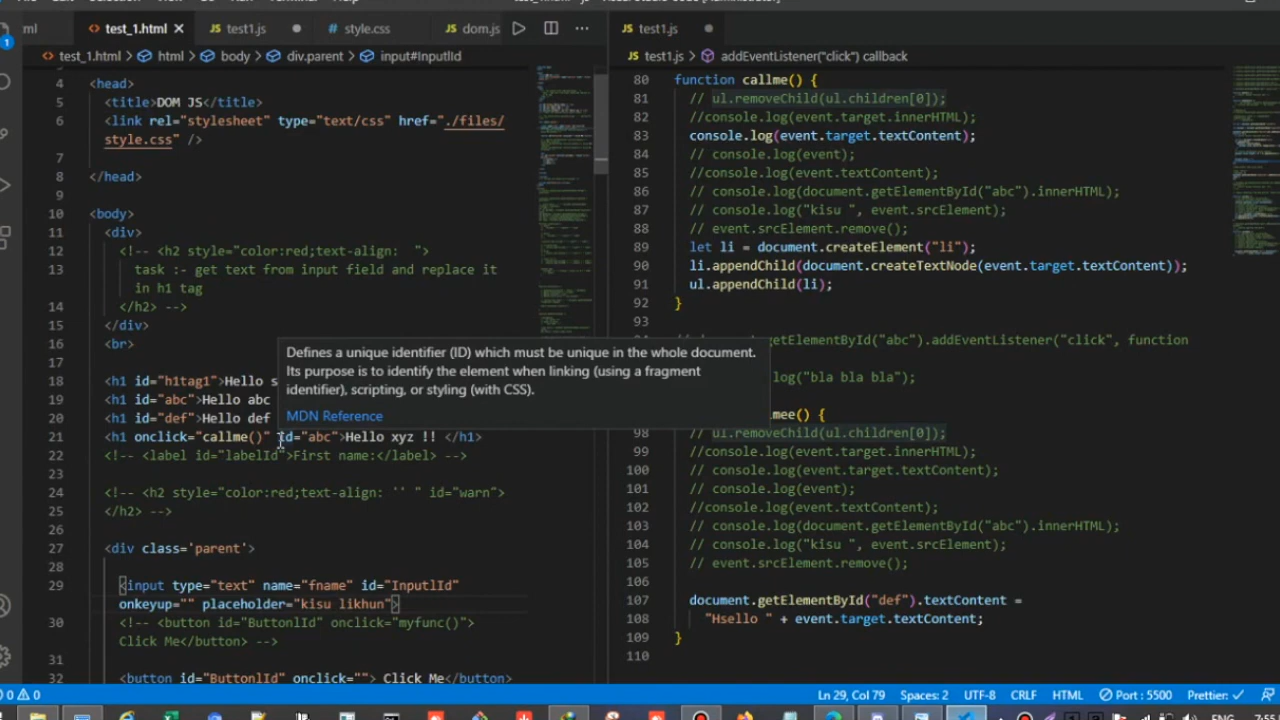 test_1.html
test1.js
style.css
dom.js
test1.js
test_1.html > html > body > div.parent > input#InputlId
test1.js > addEventListener("click") callback
4 <head>
5 <title>DOM JS</title>
6 <link rel="stylesheet" type="text/css" href="./files/
style.css" />
7
8 </head>
9
10 <body>
11 <div>
12 <!-- <h2 style="color:red;text-align:  ">
13 task :- get text from input field and replace it
in h1 tag
14 </h2> -->
15 </div>
16 <br>
Defines a unique identifier (ID) which must be unique in the whole document.
Its purpose is to identify the element when linking (using a fragment
identifier), scripting, or styling (with CSS).
MDN Reference
18 <h1 id="h1tag1">Hello s
19 <h1 id="abc">Hello abc
20 <h1 id="def">Hello def
21 <h1 onclick="callme()" id="abc">Hello xyz !! </h1>
22 <!-- <label id="labelId">First name:</label> -->
23
24 <!-- <h2 style="color:red;text-align: '' " id="warn">
25 </h2> -->
26
27 <div class='parent'>
28
29 <input type="text" name="fname" id="InputlId"
onkeyup="" placeholder="kisu likhun">
30 <!-- <button id="ButtonlId" onclick="myfunc()">
Click Me</button> -->
31
32 <button id="ButtonlId" onclick=""> Click Me</button>
80 function callme() {
81 // ul.removeChild(ul.children[0]);
82 //console.log(event.target.innerHTML);
83 console.log(event.target.textContent);
84 // console.log(event);
85 //console.log(event.textContent);
86 // console.log(document.getElementById("abc").innerHTML);
87 // console.log("kisu ", event.srcElement);
88 // event.srcElement.remove();
89 let li = document.createElement("li");
90 li.appendChild(document.createTextNode(event.target.textContent));
91 ul.appendChild(li);
92 }
93
getElementById("abc").addEventListener("click", function
log("bla bla bla");
mee() {
98 // ul.removeChild(ul.children[0]);
99 //console.log(event.target.innerHTML);
100 // console.log(event.target.textContent);
101 // console.log(event);
102 //console.log(event.textContent);
103 // console.log(document.getElementById("abc").innerHTML);
104 // console.log("kisu ", event.srcElement);
105 // event.srcElement.remove();
106
107 document.getElementById("def").textContent =
108 "Hsello " + event.target.textContent;
109 }
110
0 0 Ln 29, Col 79 Spaces: 2 UTF-8 CRLF HTML Port : 5500 Prettier:
ENG